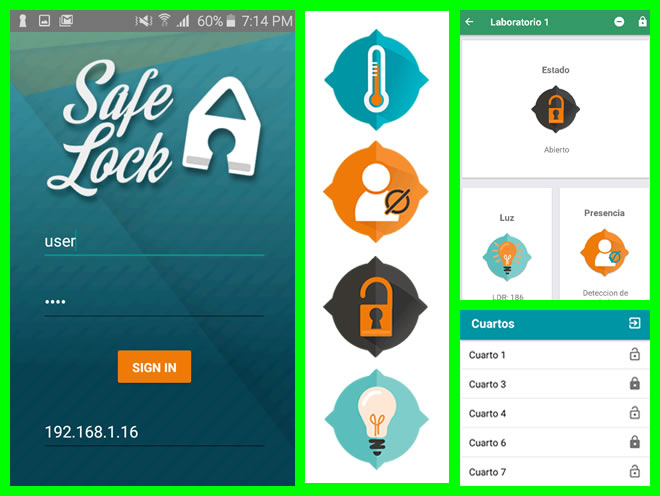 60% 7:14 PM
Safe
Lock
user
••••
SIGN IN
192.168.1.16
Laboratorio 1
Estado
Abierto
Luz
LDR: 186
Presencia
Deteccion de
Cuartos
Cuarto 1
Cuarto 3
Cuarto 4
Cuarto 6
Cuarto 7